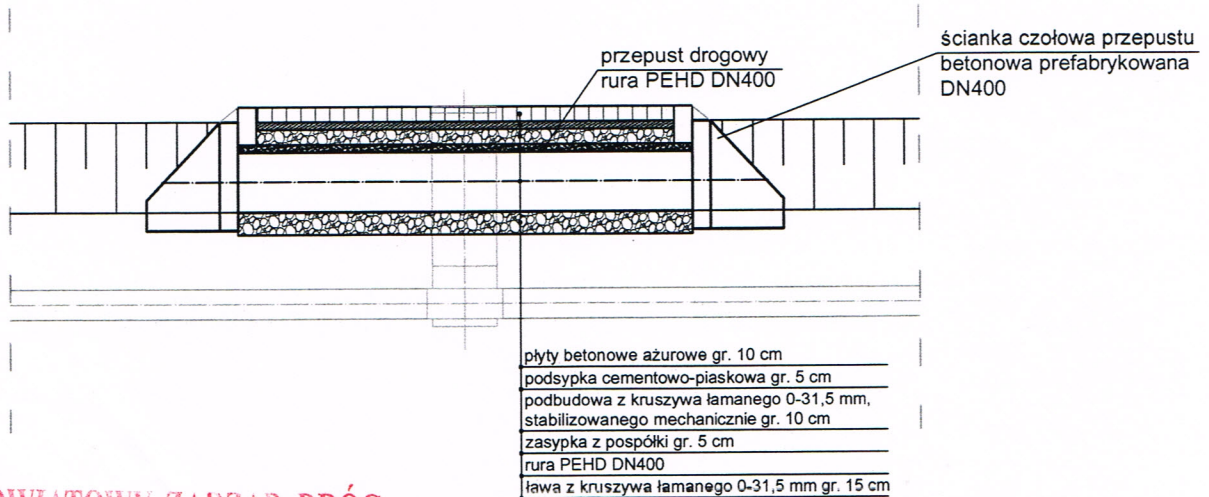 przepust drogowy
rura PEHD DN400
ścianka czołowa przepustu
betonowa prefabrykowana
DN400
płyty betonowe ażurowe gr. 10 cm
podsypka cementowo-piaskowa gr. 5 cm
podbudowa z kruszywa łamanego 0-31,5 mm,
stabilizowanego mechanicznie gr. 10 cm
zasypka z pospółki gr. 5 cm
rura PEHD DN400
ława z kruszywa łamanego 0-31,5 mm gr. 15 cm